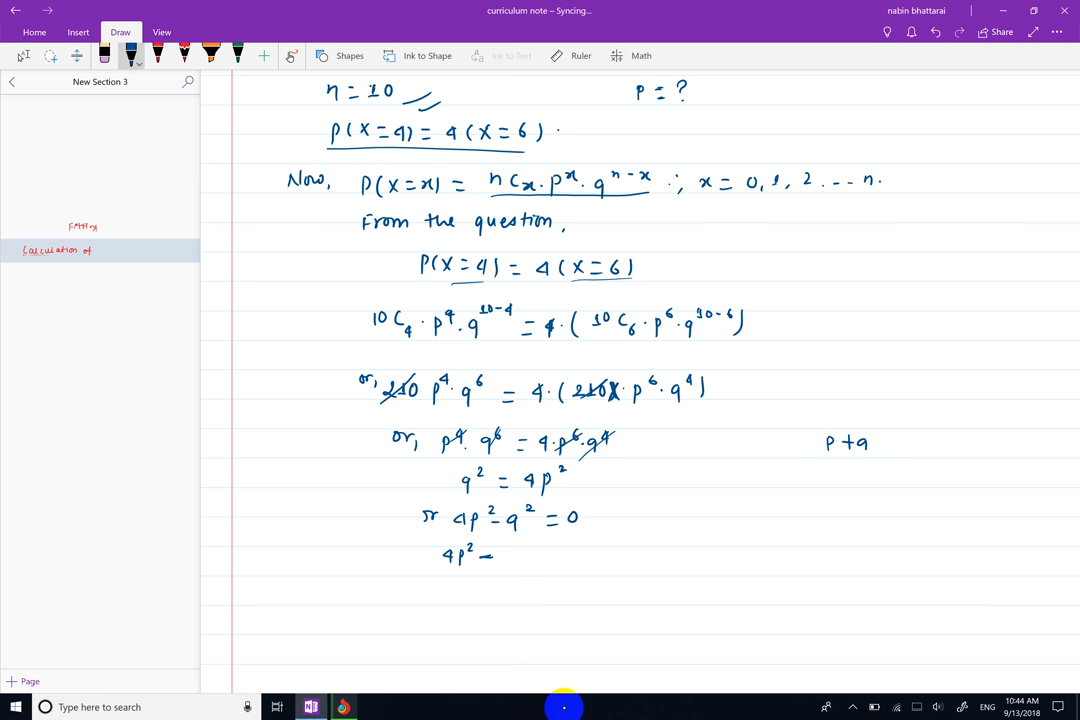 curriculum note – Syncing...
nabin bhattarai
Home Insert Draw View
Share
Shapes Ink to Shape Ink to Text Ruler Math
New Section 3
Calculation of
Page
n = 10
p = ?
P(X=4) = 4(X=6).
Now, P(X=x) = nCx·p^x·q^n-x ; x = 0, 1, 2 .... n.
From the question,
P(X=4) = 4(X=6)
10C4·p^4·q^10-4 = 4·(10C6·p^6·q^10-6)
or, 210 p^4·q^6 = 4·(210·p^6·q^4)
or, p^4·q^6 = 4·p^6·q^4
p+q
q^2 = 4p^2
or 4p^2 - q^2 = 0
4p^2 -
Type here to search
ENG
10:44 AM
9/13/2018